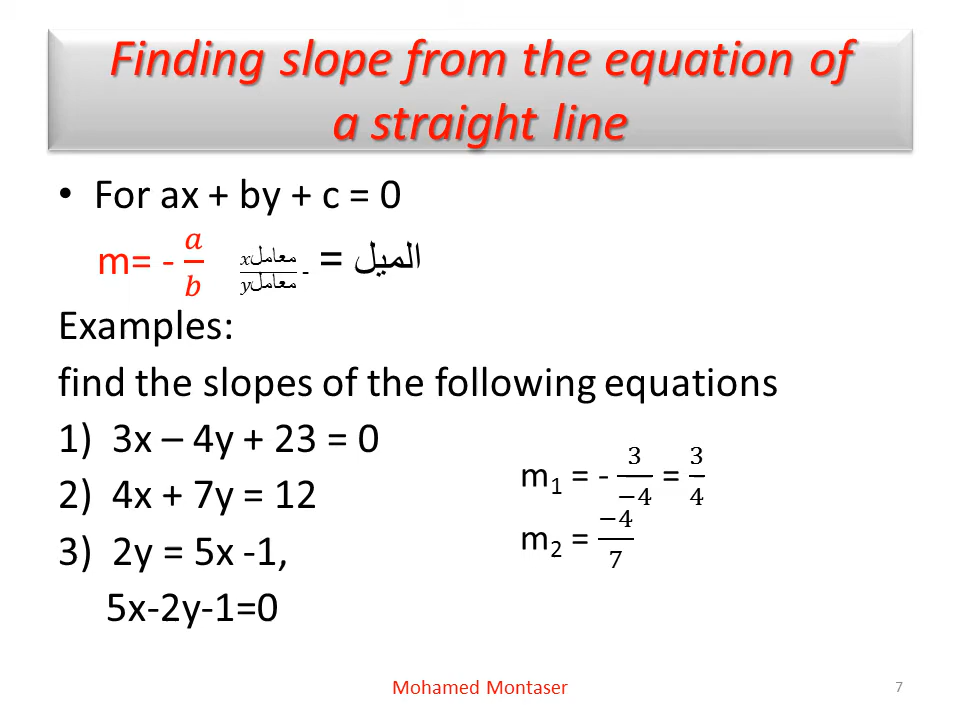 Finding slope from the equation of
a straight line
• For ax + by + c = 0
m= - a/b   الميل = - معاملx/معاملy
Examples:
find the slopes of the following equations
1) 3x – 4y + 23 = 0
2) 4x + 7y = 12
3) 2y = 5x -1,
5x-2y-1=0
m₁ = - 3/−4 = 3/4
m₂ = −4/7
Mohamed Montaser
7